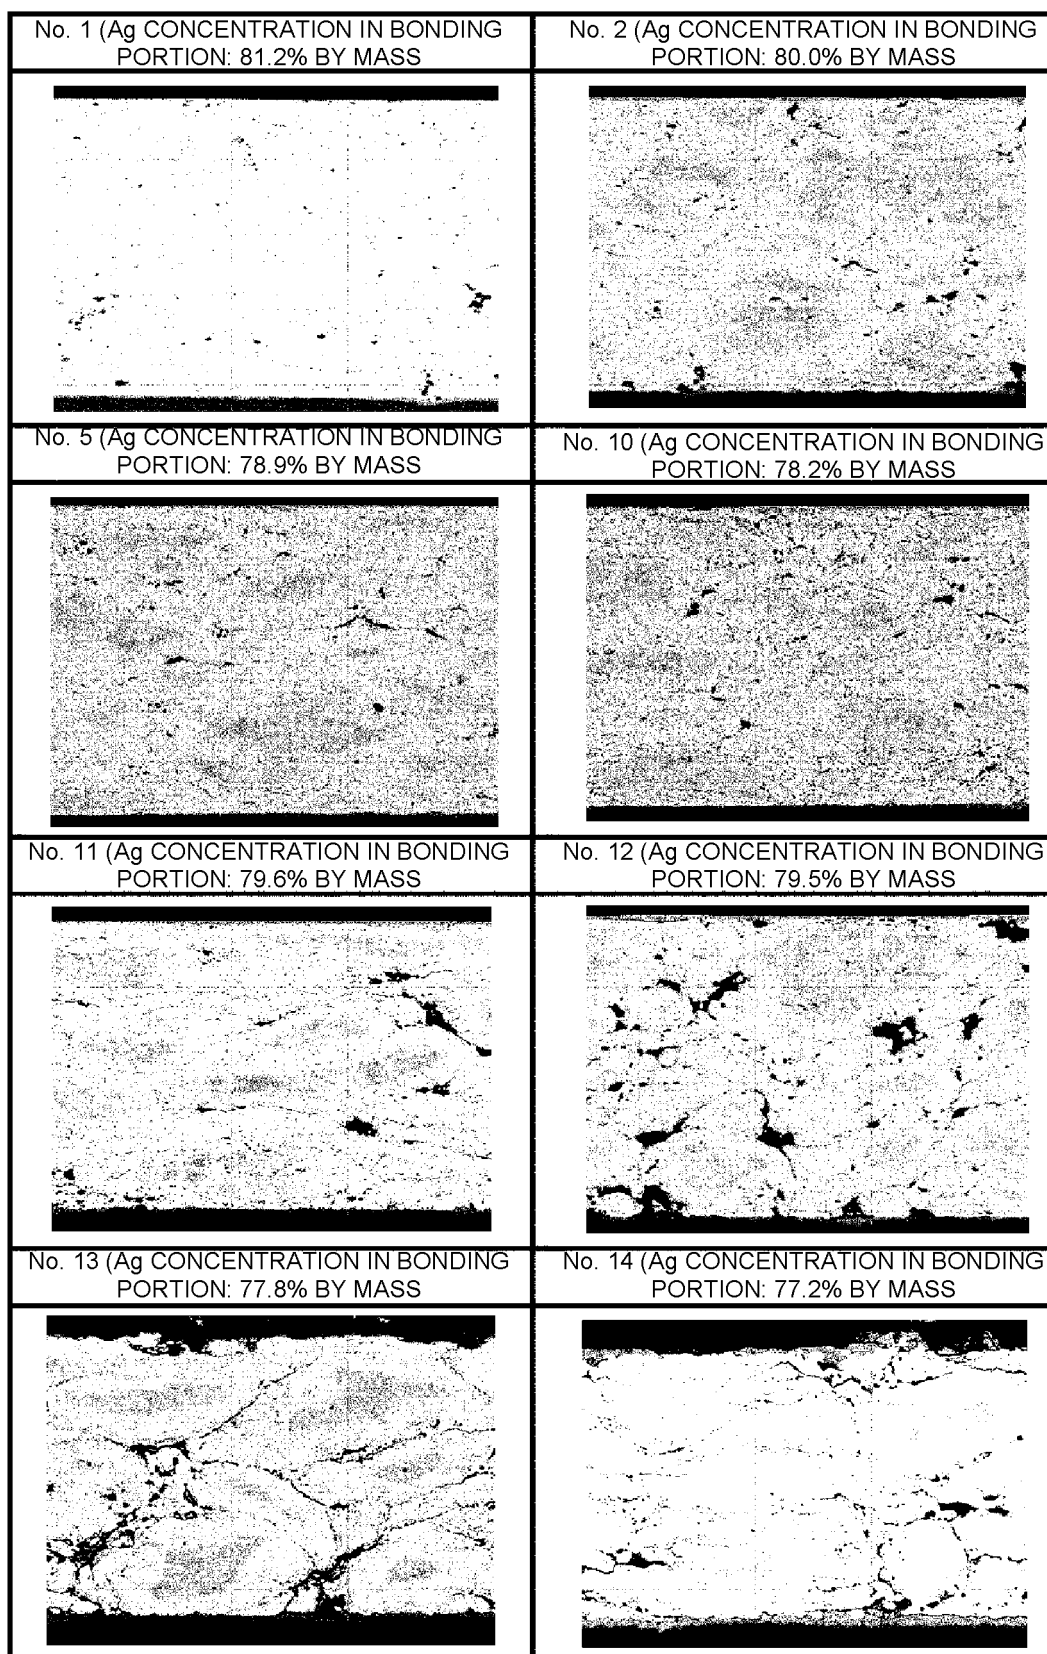 No. 1 (Ag CONCENTRATION IN BONDING
PORTION: 81.2% BY MASS
No. 2 (Ag CONCENTRATION IN BONDING
PORTION: 80.0% BY MASS
No. 5 (Ag CONCENTRATION IN BONDING
PORTION: 78.9% BY MASS
No. 10 (Ag CONCENTRATION IN BONDING
PORTION: 78.2% BY MASS
No. 11 (Ag CONCENTRATION IN BONDING
PORTION: 79.6% BY MASS
No. 12 (Ag CONCENTRATION IN BONDING
PORTION: 79.5% BY MASS
No. 13 (Ag CONCENTRATION IN BONDING
PORTION: 77.8% BY MASS
No. 14 (Ag CONCENTRATION IN BONDING
PORTION: 77.2% BY MASS